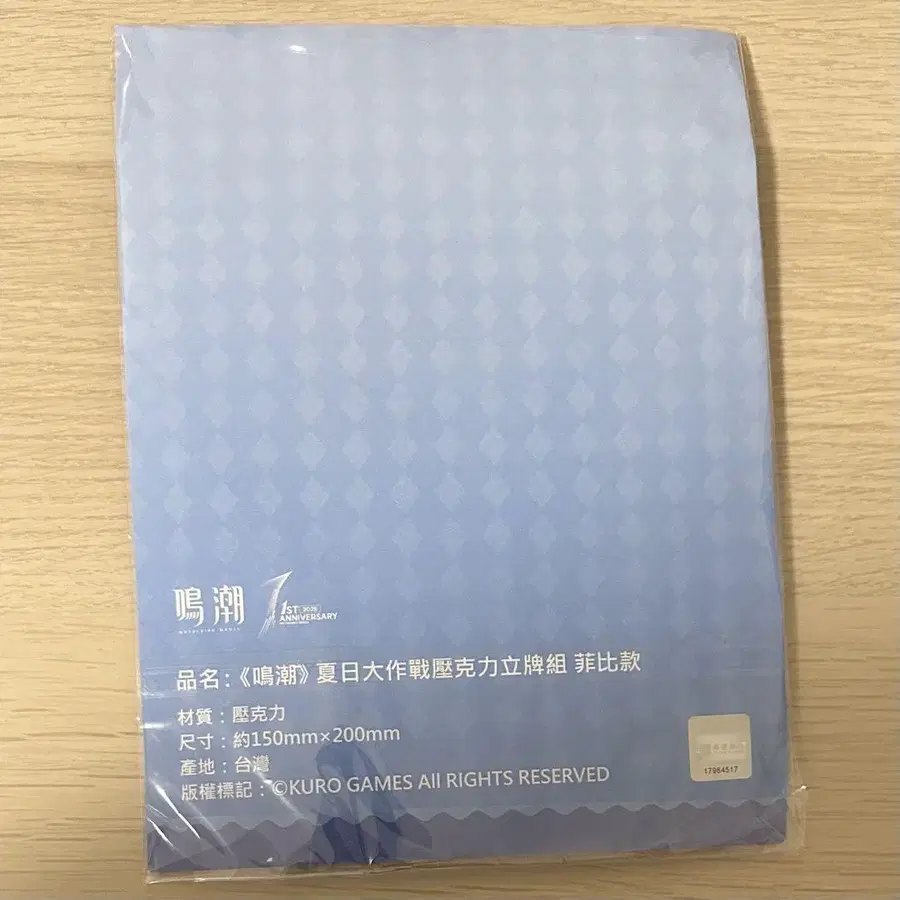 鳴潮
WUTHERING WAVES
1ST 2025
ANNIVERSARY
品名：《鳴潮》夏日大作戰壓克力立牌組 菲比款
材質：壓克力
尺寸：約150mm×200mm
產地：台灣
版權標記：©KURO GAMES All RIGHTS RESERVED
17964517